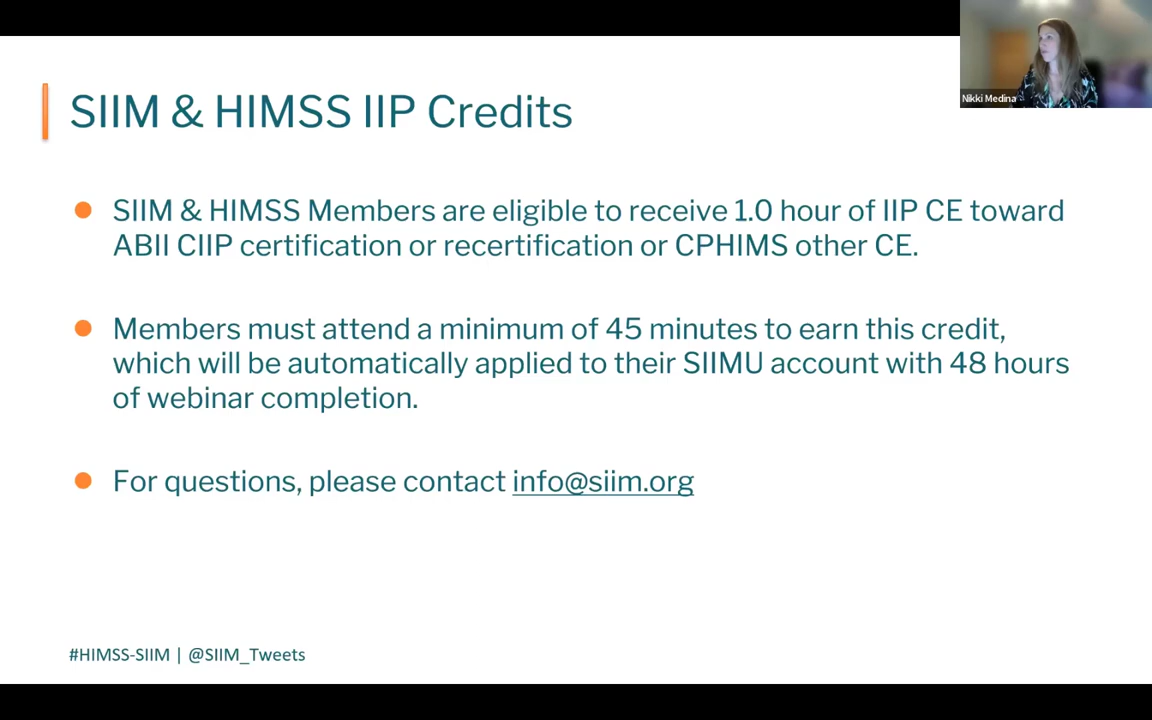 SIIM & HIMSS IIP Credits
Nikki Medina
SIIM & HIMSS Members are eligible to receive 1.0 hour of IIP CE toward
ABII CIIP certification or recertification or CPHIMS other CE.
Members must attend a minimum of 45 minutes to earn this credit,
which will be automatically applied to their SIIMU account with 48 hours
of webinar completion.
For questions, please contact info@siim.org
#HIMSS-SIIM | @SIIM_Tweets